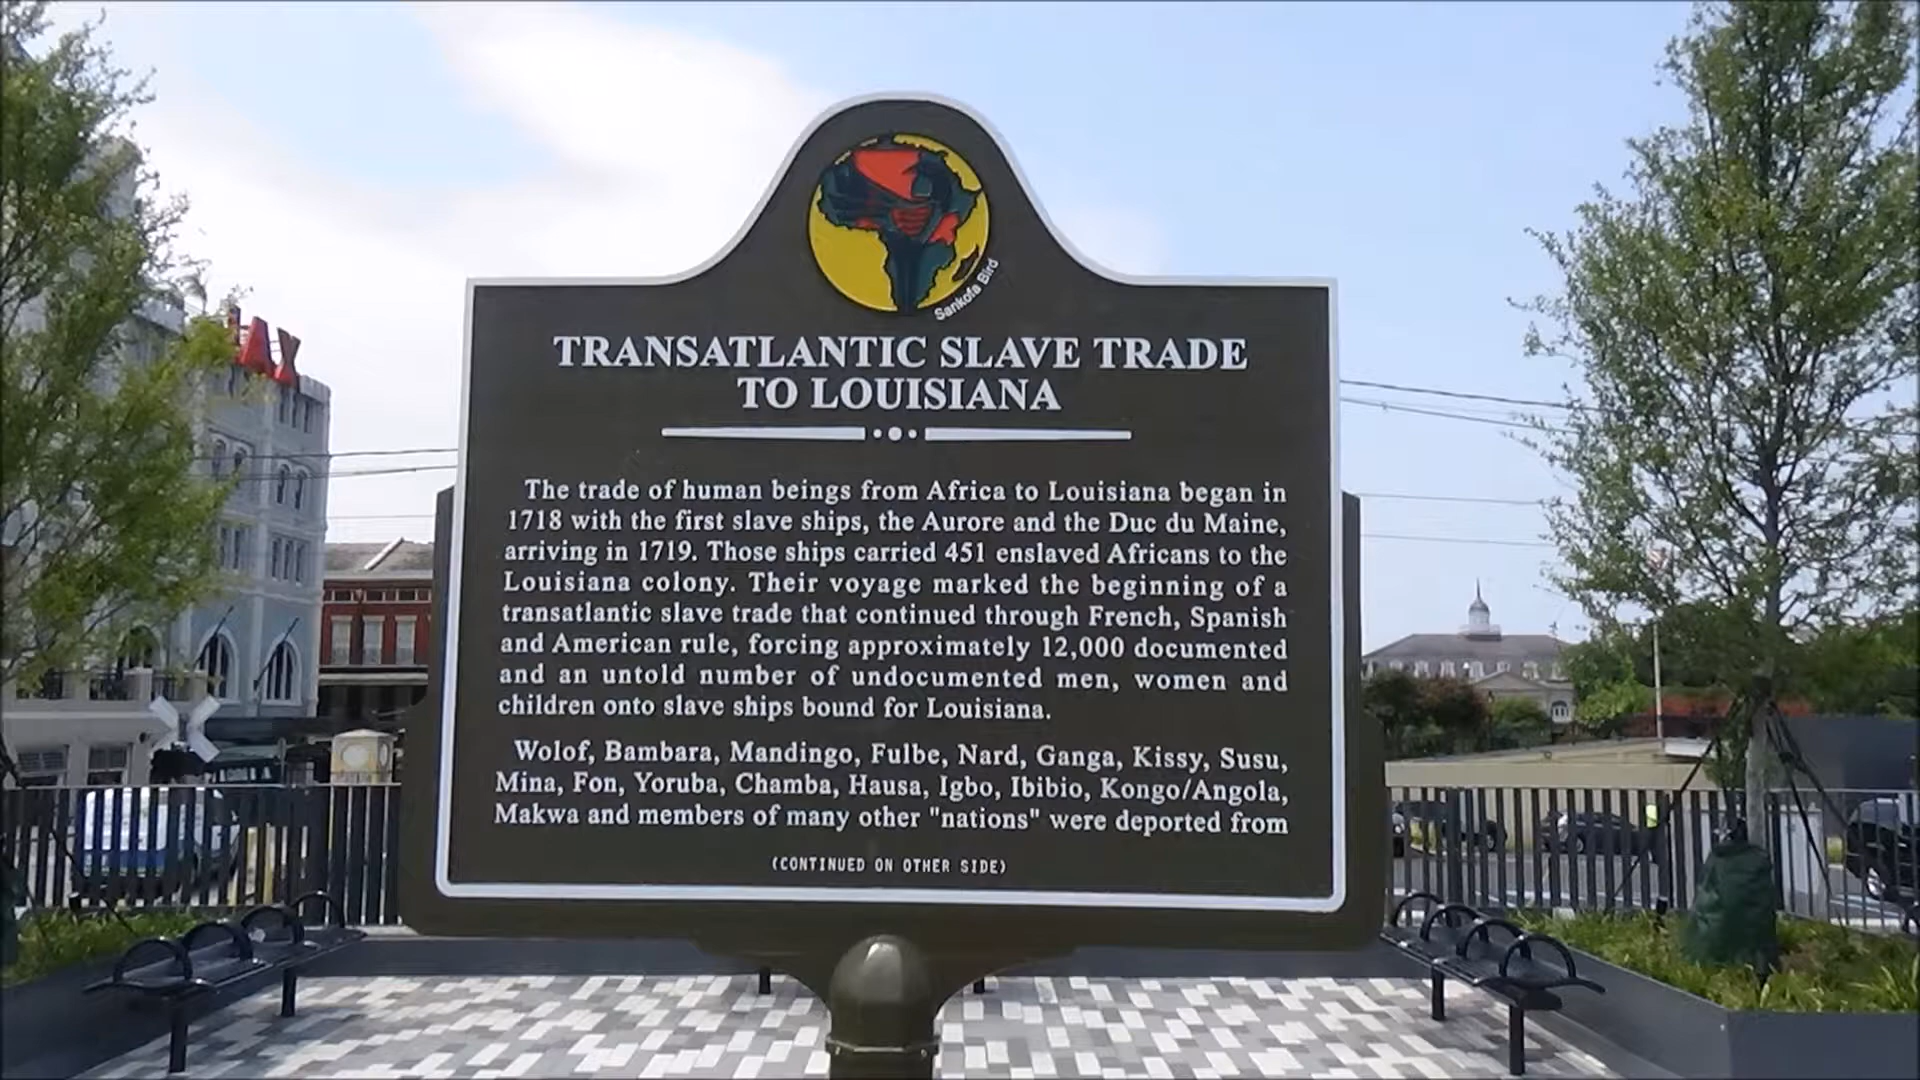 AX
Sankofa Bird
TRANSATLANTIC SLAVE TRADE
TO LOUISIANA
The trade of human beings from Africa to Louisiana began in
1718 with the first slave ships, the Aurore and the Duc du Maine,
arriving in 1719. Those ships carried 451 enslaved Africans to the
Louisiana colony. Their voyage marked the beginning of a
transatlantic slave trade that continued through French, Spanish
and American rule, forcing approximately 12,000 documented
and an untold number of undocumented men, women and
children onto slave ships bound for Louisiana.
Wolof, Bambara, Mandingo, Fulbe, Nard, Ganga, Kissy, Susu,
Mina, Fon, Yoruba, Chamba, Hausa, Igbo, Ibibio, Kongo/Angola,
Makwa and members of many other "nations" were deported from
(CONTINUED ON OTHER SIDE)